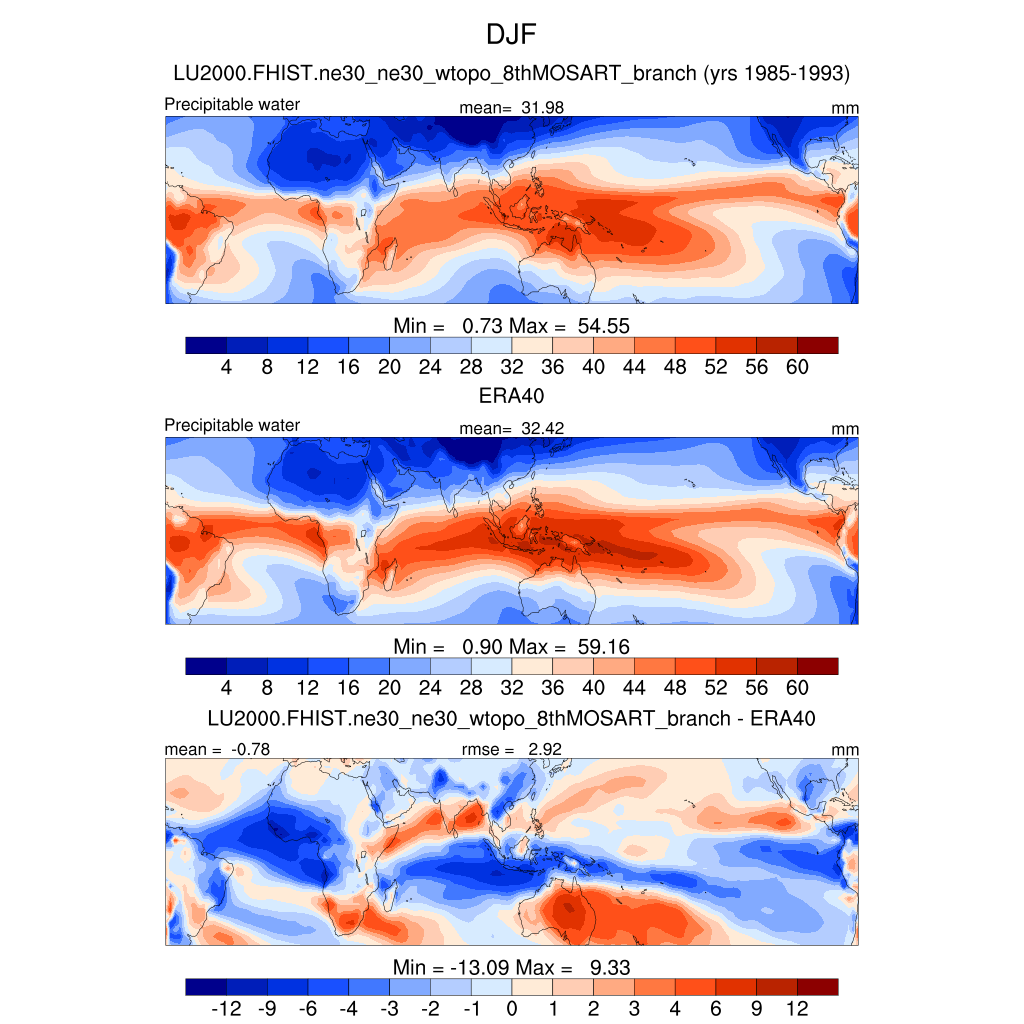 DJF
LU2000.FHIST.ne30_ne30_wtopo_8thMOSART_branch (yrs 1985-1993)
Precipitable water mean= 31.98 mm
Min = 0.73 Max = 54.55
4 8 12 16 20 24 28 32 36 40 44 48 52 56 60
ERA40
Precipitable water mean= 32.42 mm
Min = 0.90 Max = 59.16
4 8 12 16 20 24 28 32 36 40 44 48 52 56 60
LU2000.FHIST.ne30_ne30_wtopo_8thMOSART_branch - ERA40
mean = -0.78 rmse = 2.92 mm
Min = -13.09 Max = 9.33
-12 -9 -6 -4 -3 -2 -1 0 1 2 3 4 6 9 12